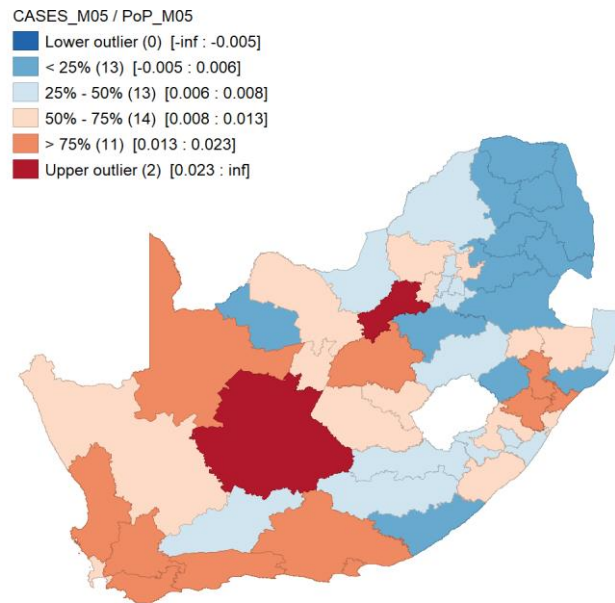 CASES_M05 / PoP_M05
Lower outlier (0) [-inf : -0.005]
< 25% (13) [-0.005 : 0.006]
25% - 50% (13) [0.006 : 0.008]
50% - 75% (14) [0.008 : 0.013]
> 75% (11) [0.013 : 0.023]
Upper outlier (2) [0.023 : inf]